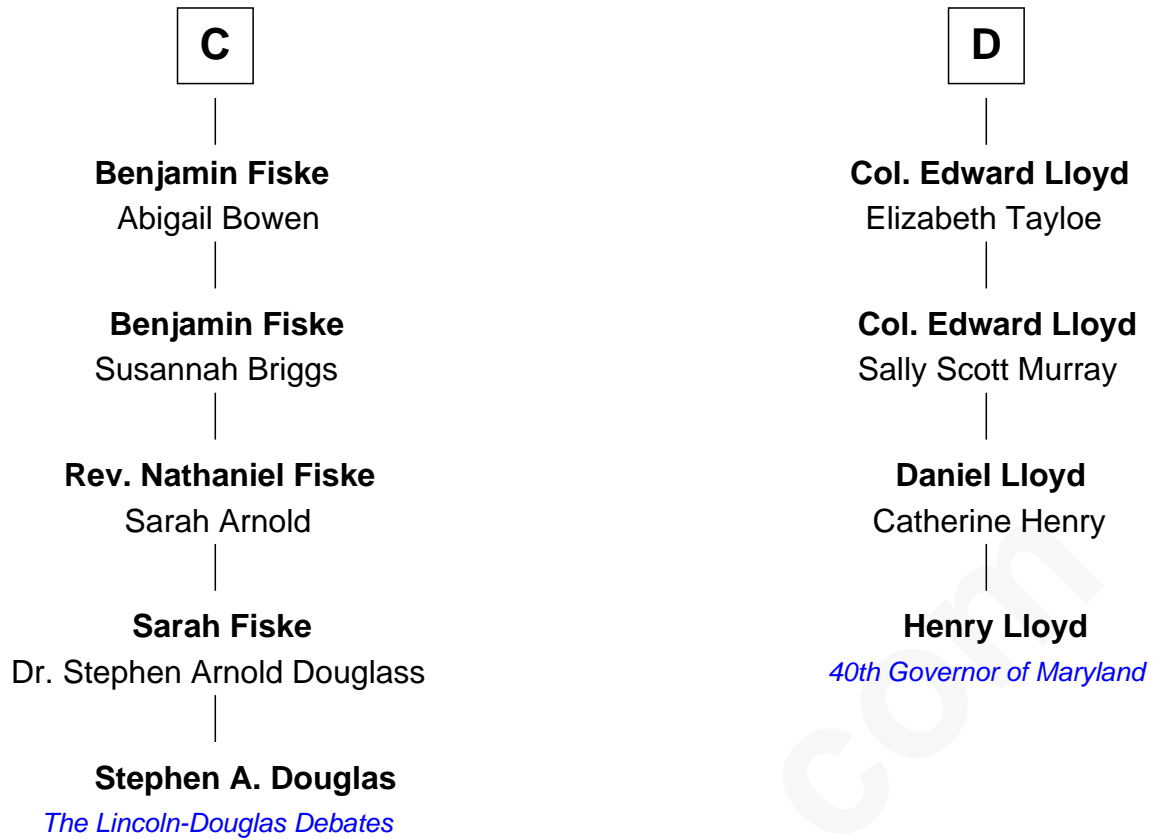 C
Benjamin Fiske
Abigail Bowen
Benjamin Fiske
Susannah Briggs
Rev. Nathaniel Fiske
Sarah Arnold
Sarah Fiske
Dr. Stephen Arnold Douglass
Stephen A. Douglas
The Lincoln-Douglas Debates
D
Col. Edward Lloyd
Elizabeth Tayloe
Col. Edward Lloyd
Sally Scott Murray
Daniel Lloyd
Catherine Henry
Henry Lloyd
40th Governor of Maryland
com